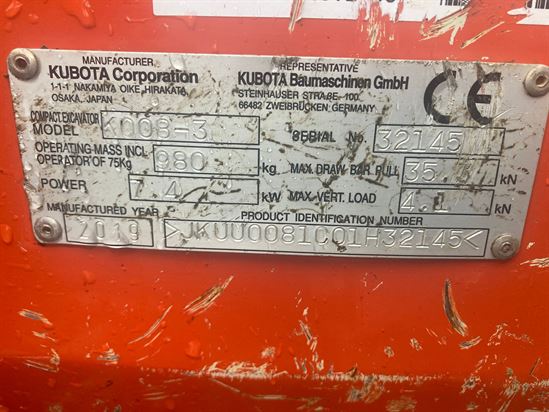 MANUFACTURER
KUBOTA Corporation
1-1-1 NAKAMIYA OIKE, HIRAKATA,
OSAKA, JAPAN
REPRESENTATIVE
KUBOTA Baumaschinen GmbH
STEINHAUSER STRASSE 100
66482 ZWEIBRÜCKEN, GERMANY
CE
COMPACT EXCAVATOR
MODEL K008-3
SERIAL No. 32145
OPERATING MASS INCL.
OPERATOR OF 75Kg 980 kg
MAX. DRAW BAR PULL kN
POWER 7.4 kW
MAX. VERT. LOAD 4.1 kN
MANUFACTURED YEAR
2019
PRODUCT IDENTIFICATION NUMBER
>JKUU0081C01H32145<